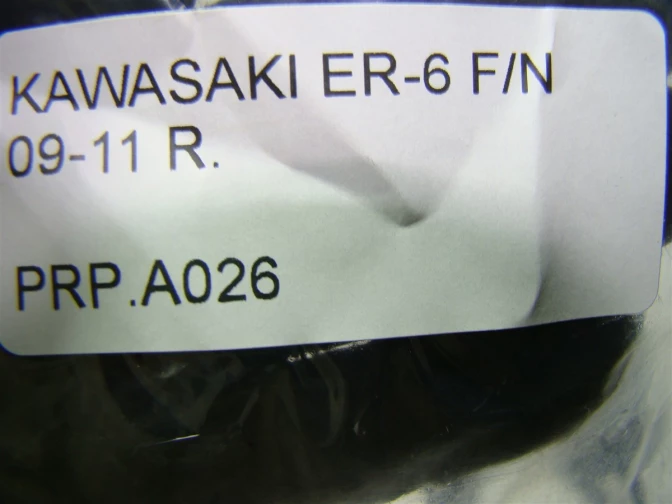 KAWASAKI ER-6 F/N
09-11 R.
PRP.A026